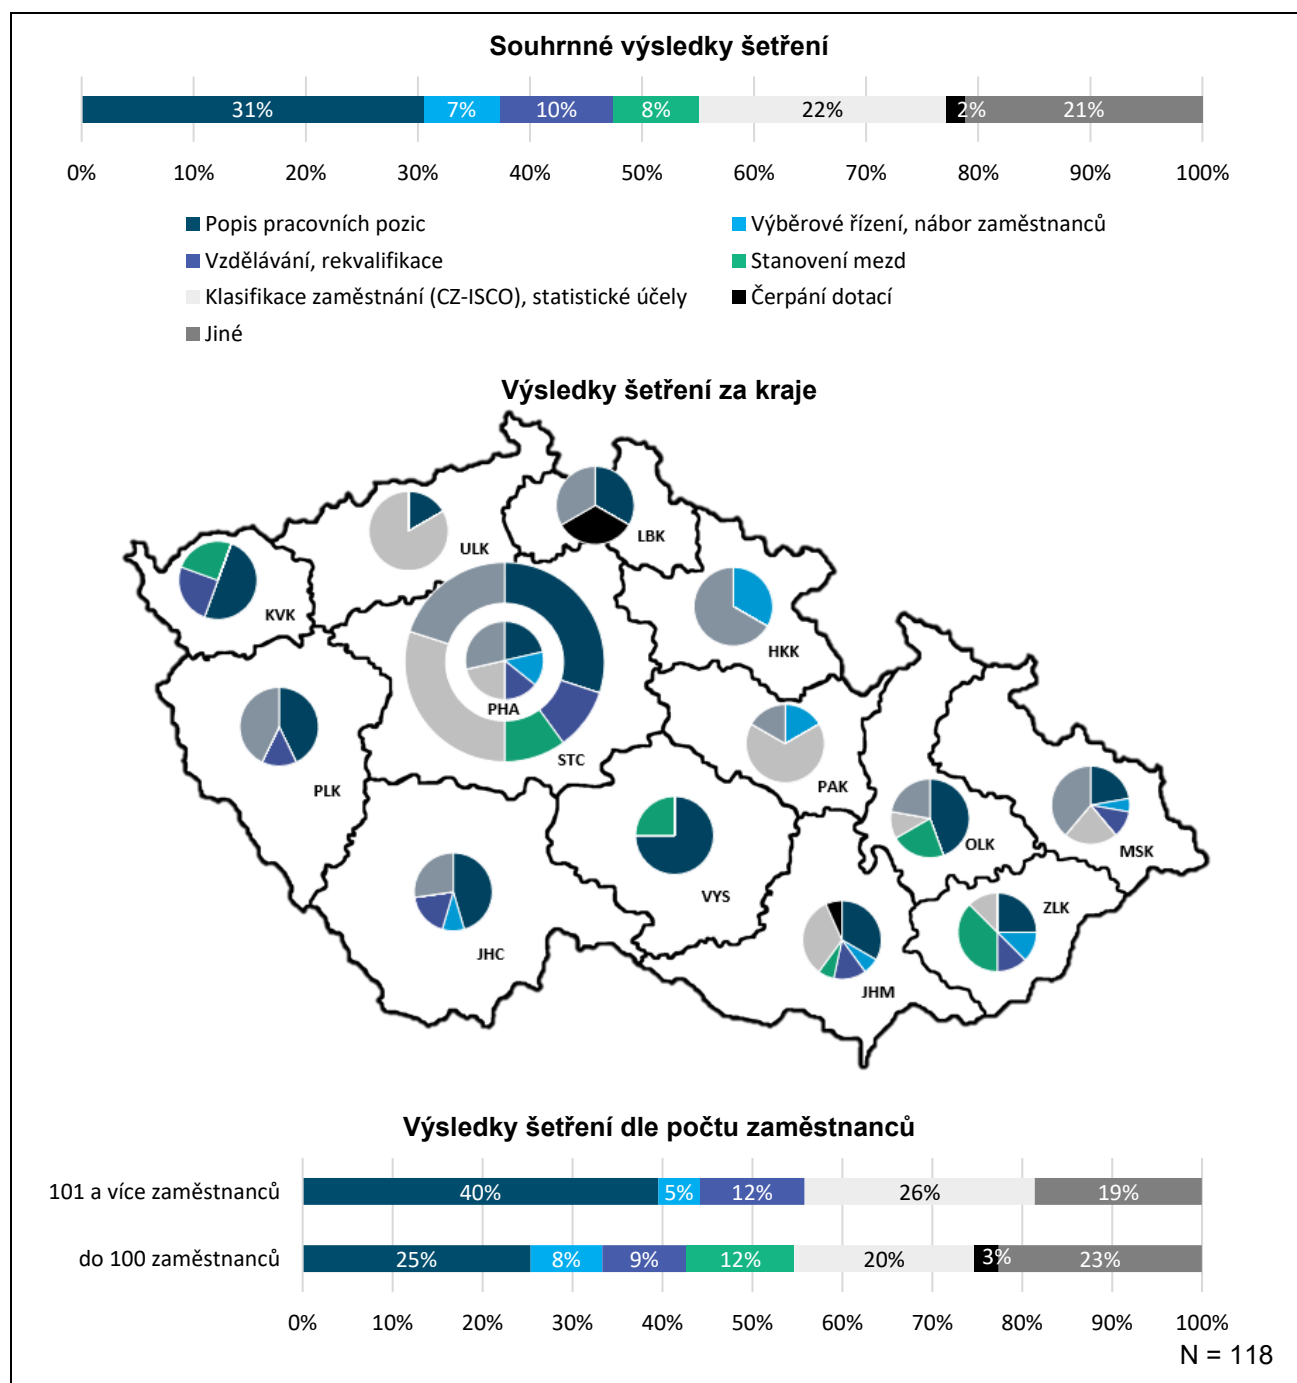 Souhrnné výsledky šetření
31% 7% 10% 8% 22% 2% 21%
0% 10% 20% 30% 40% 50% 60% 70% 80% 90% 100%
Popis pracovních pozic
Výběrové řízení, nábor zaměstnanců
Vzdělávání, rekvalifikace
Stanovení mezd
Klasifikace zaměstnání (CZ-ISCO), statistické účely
Čerpání dotací
Jiné
Výsledky šetření za kraje
LBK
ULK
KVK
HKK
PHA
STC
PLK
PAK
OLK
MSK
VYS
ZLK
JHC
JHM
Výsledky šetření dle počtu zaměstnanců
101 a více zaměstnanců 40% 5% 12% 26% 19%
do 100 zaměstnanců 25% 8% 9% 12% 20% 3% 23%
0% 10% 20% 30% 40% 50% 60% 70% 80% 90% 100%
N = 118